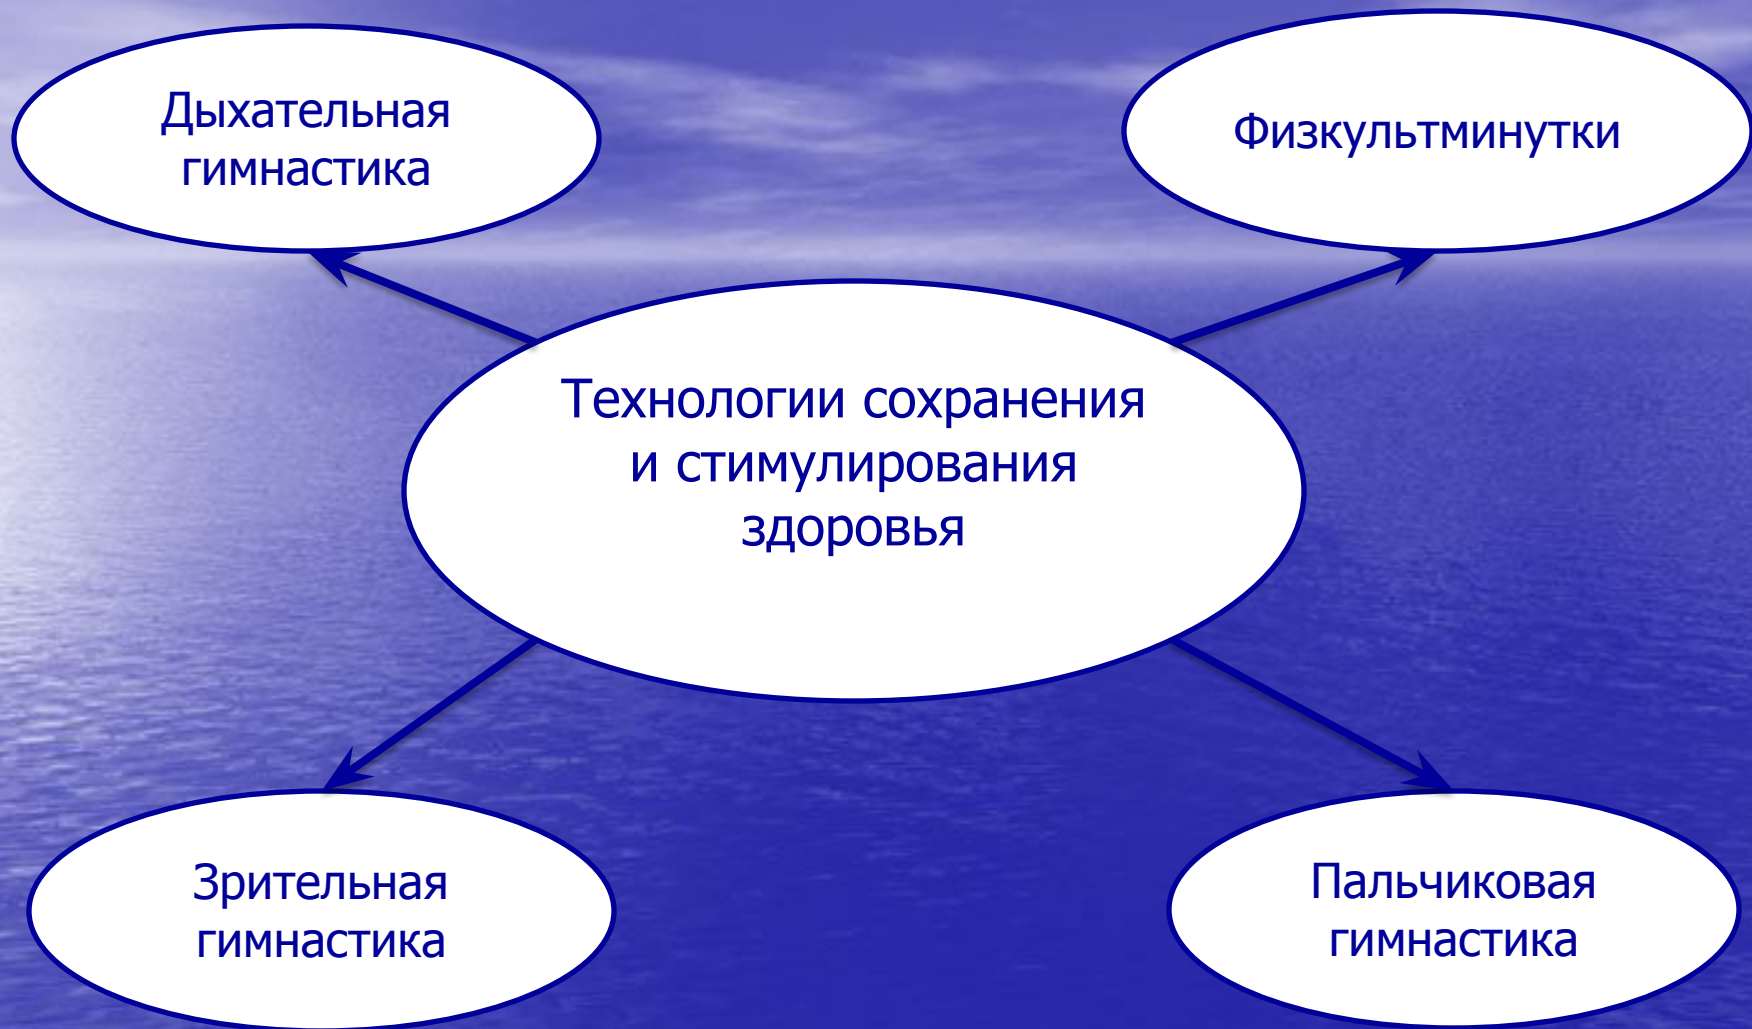 Дыхательная
гимнастика
Физкультминутки
Технологии сохранения
и стимулирования
здоровья
Зрительная
гимнастика
Пальчиковая
гимнастика